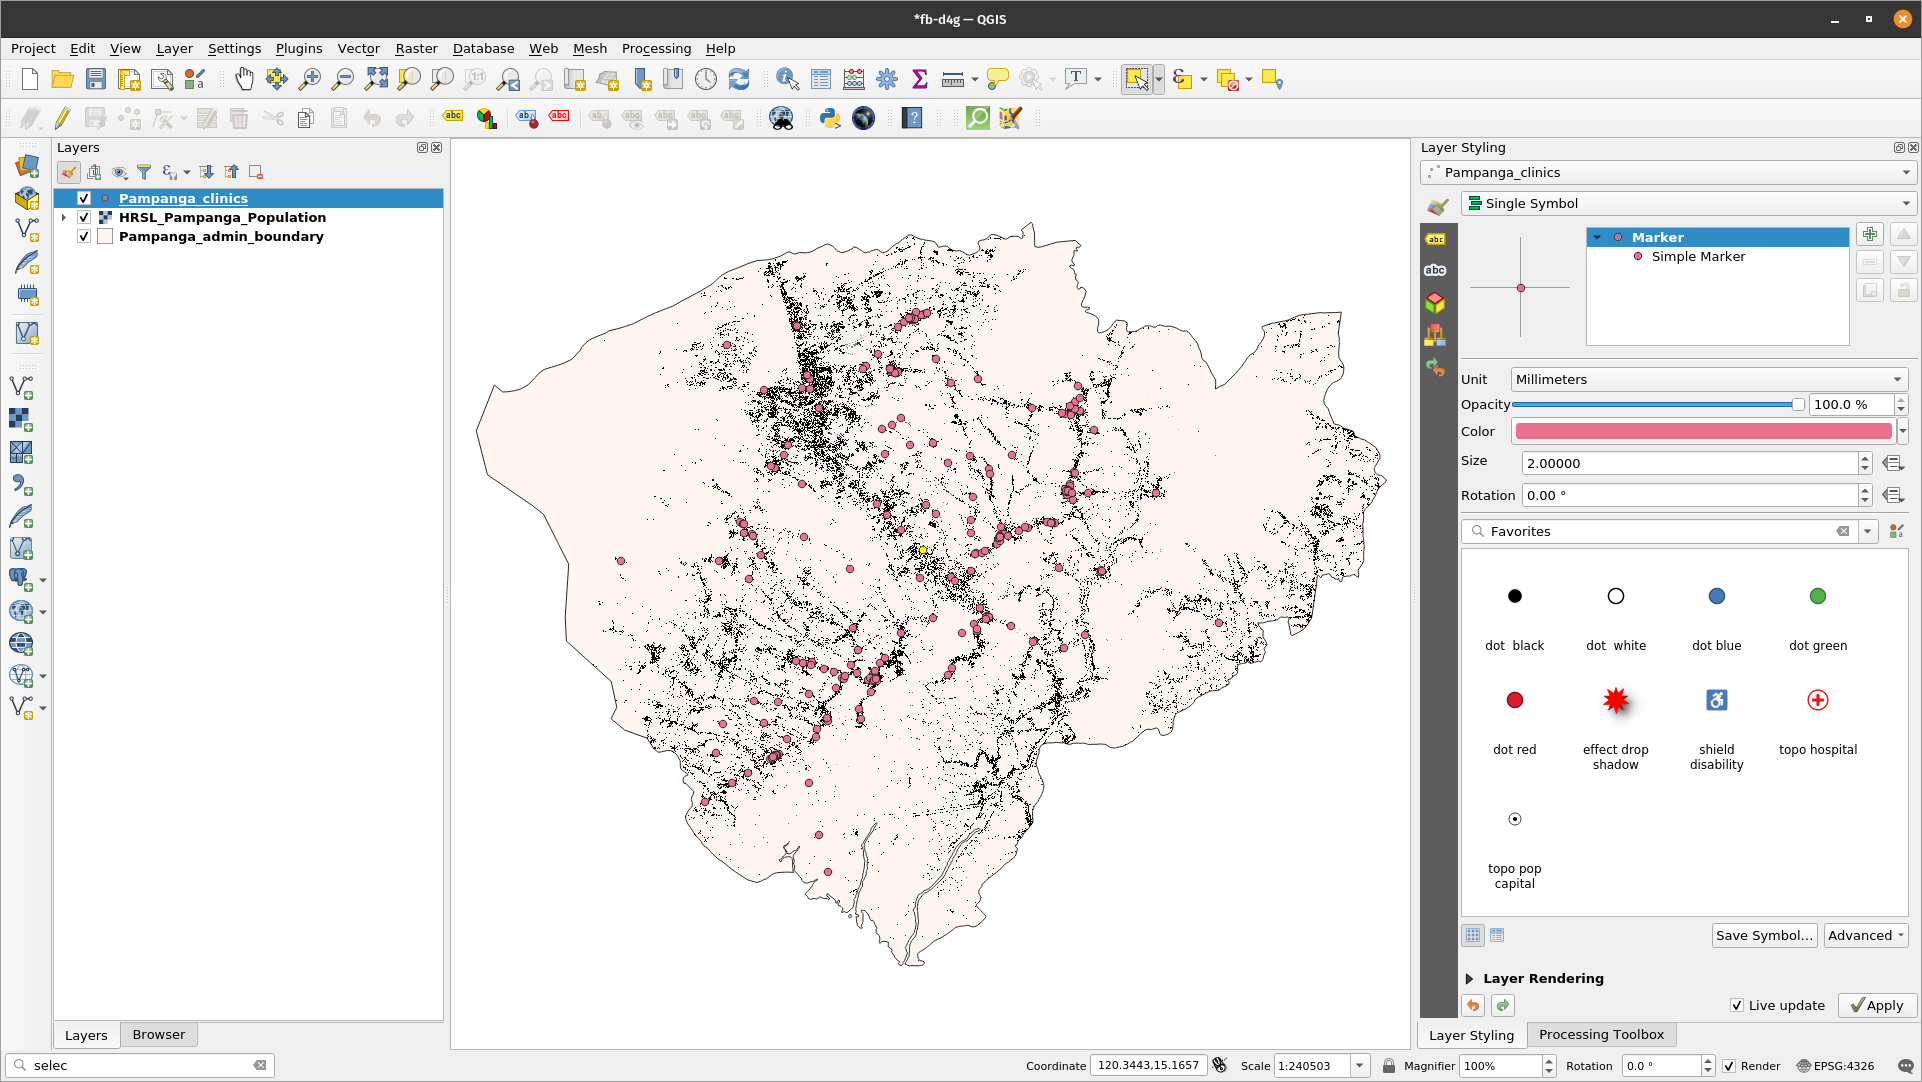 *fb-d4g — QGIS
Project Edit View Layer Settings Plugins Vector Raster Database Web Mesh Processing Help
Layers
Pampanga_clinics
HRSL_Pampanga_Population
Pampanga_admin_boundary
Layers Browser
selec
Layer Styling
Pampanga_clinics
Single Symbol
Marker
Simple Marker
Unit Millimeters
Opacity 100.0 %
Color
Size 2.00000
Rotation 0.00 °
Favorites
dot black dot white dot blue dot green
dot red effect drop shadow shield disability topo hospital
topo pop capital
Save Symbol... Advanced
Layer Rendering
Live update Apply
Layer Styling Processing Toolbox
Coordinate 120.3443,15.1657 Scale 1:240503 Magnifier 100% Rotation 0.0 ° Render EPSG:4326